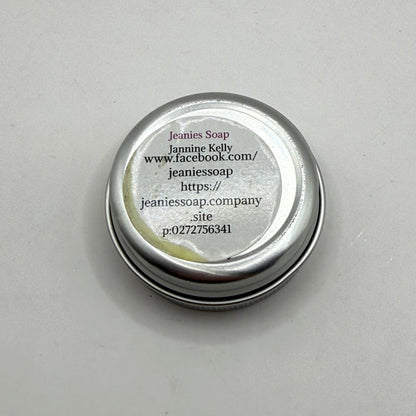 Jeanies Soap
Jannine Kelly
www.facebook.com/
jeaniessoap
https://
jeaniessoap.company
.site
p:0272756341